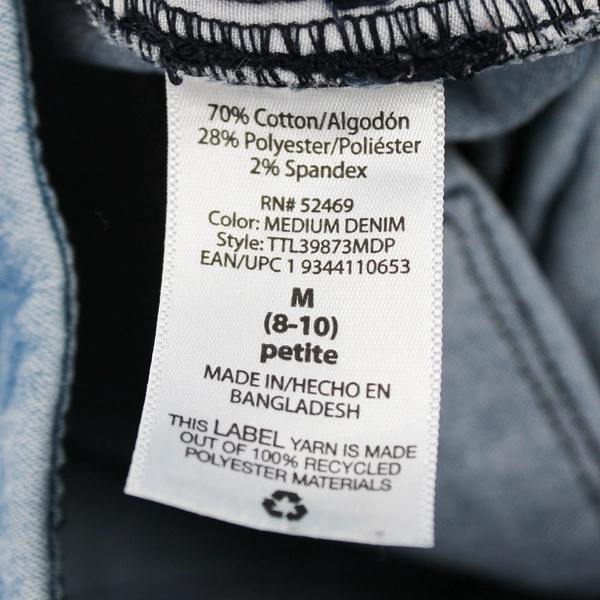 70% Cotton/Algodón
28% Polyester/Poliéster
2% Spandex
RN# 52469
Color: MEDIUM DENIM
Style: TTL39873MDP
EAN/UPC 1 9344110653
M
(8-10)
petite
MADE IN/HECHO EN
BANGLADESH
THIS LABEL YARN IS MADE
OUT OF 100% RECYCLED
POLYESTER MATERIALS